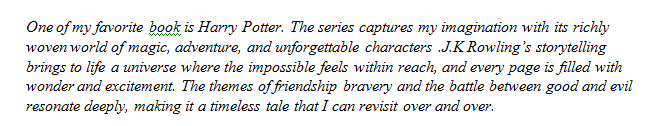 One of my favorite book is Harry Potter. The series captures my imagination with its richly
woven world of magic, adventure, and unforgettable characters .J.K Rowling's storytelling
brings to life a universe where the impossible feels within reach, and every page is filled with
wonder and excitement. The themes of friendship bravery and the battle between good and evil
resonate deeply, making it a timeless tale that I can revisit over and over.